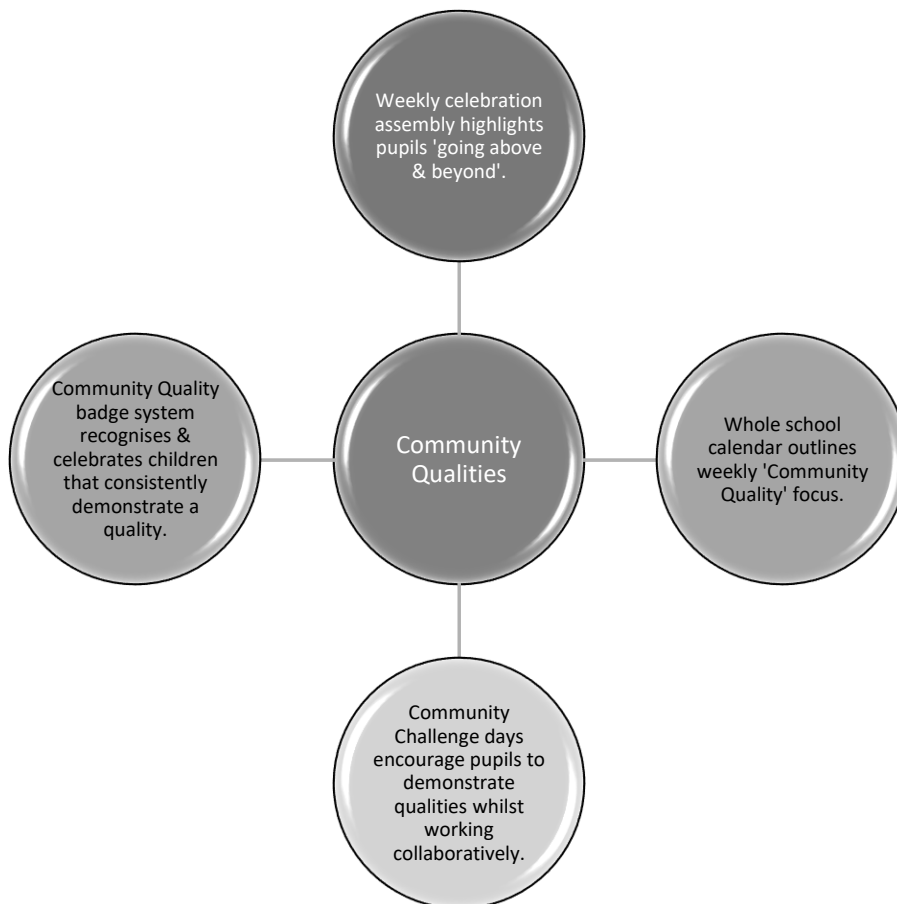 Weekly celebration
assembly highlights
pupils 'going above
& beyond'.
Community Quality
badge system
recognises &
celebrates children
that consistently
demonstrate a
quality.
Community
Qualities
Whole school
calendar outlines
weekly 'Community
Quality' focus.
Community
Challenge days
encourage pupils to
demonstrate
qualities whilst
working
collaboratively.